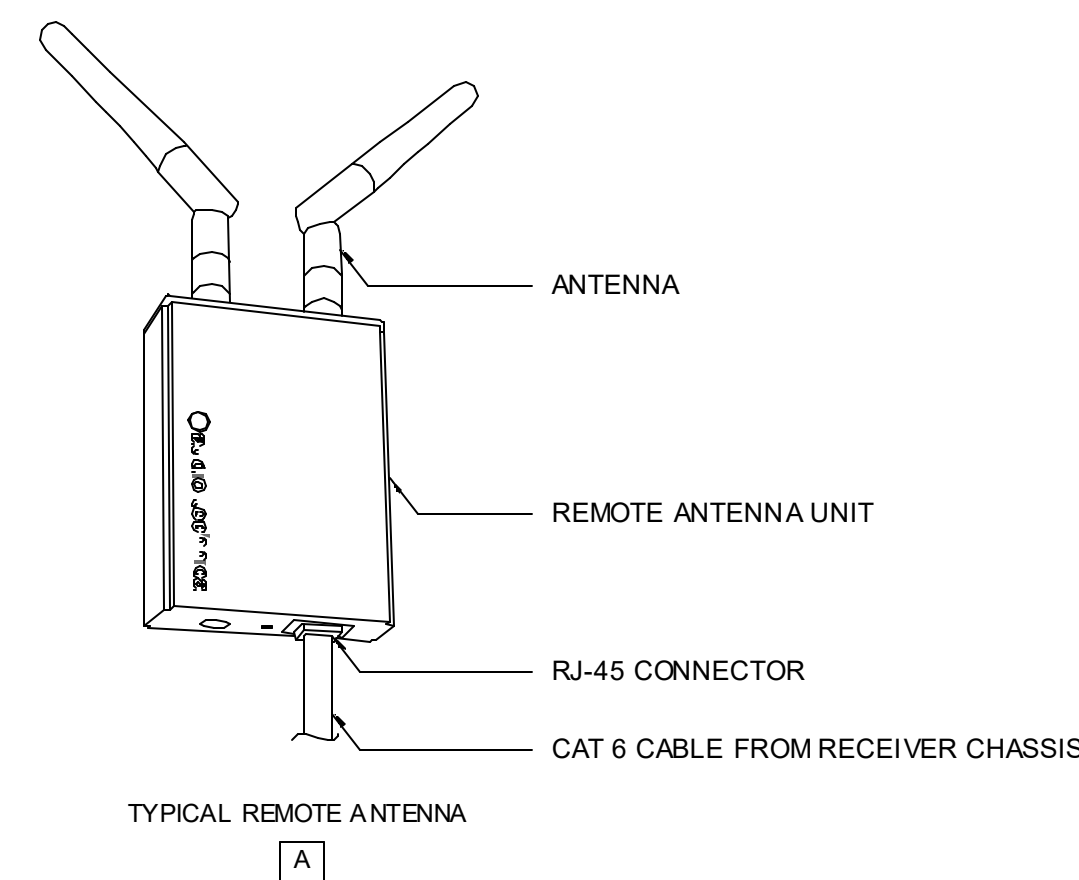 ANTENNA
REMOTE ANTENNA UNIT
RJ-45 CONNECTOR
CAT 6 CABLE FROM RECEIVER CHASSIS
TYPICAL REMOTE ANTENNA
A